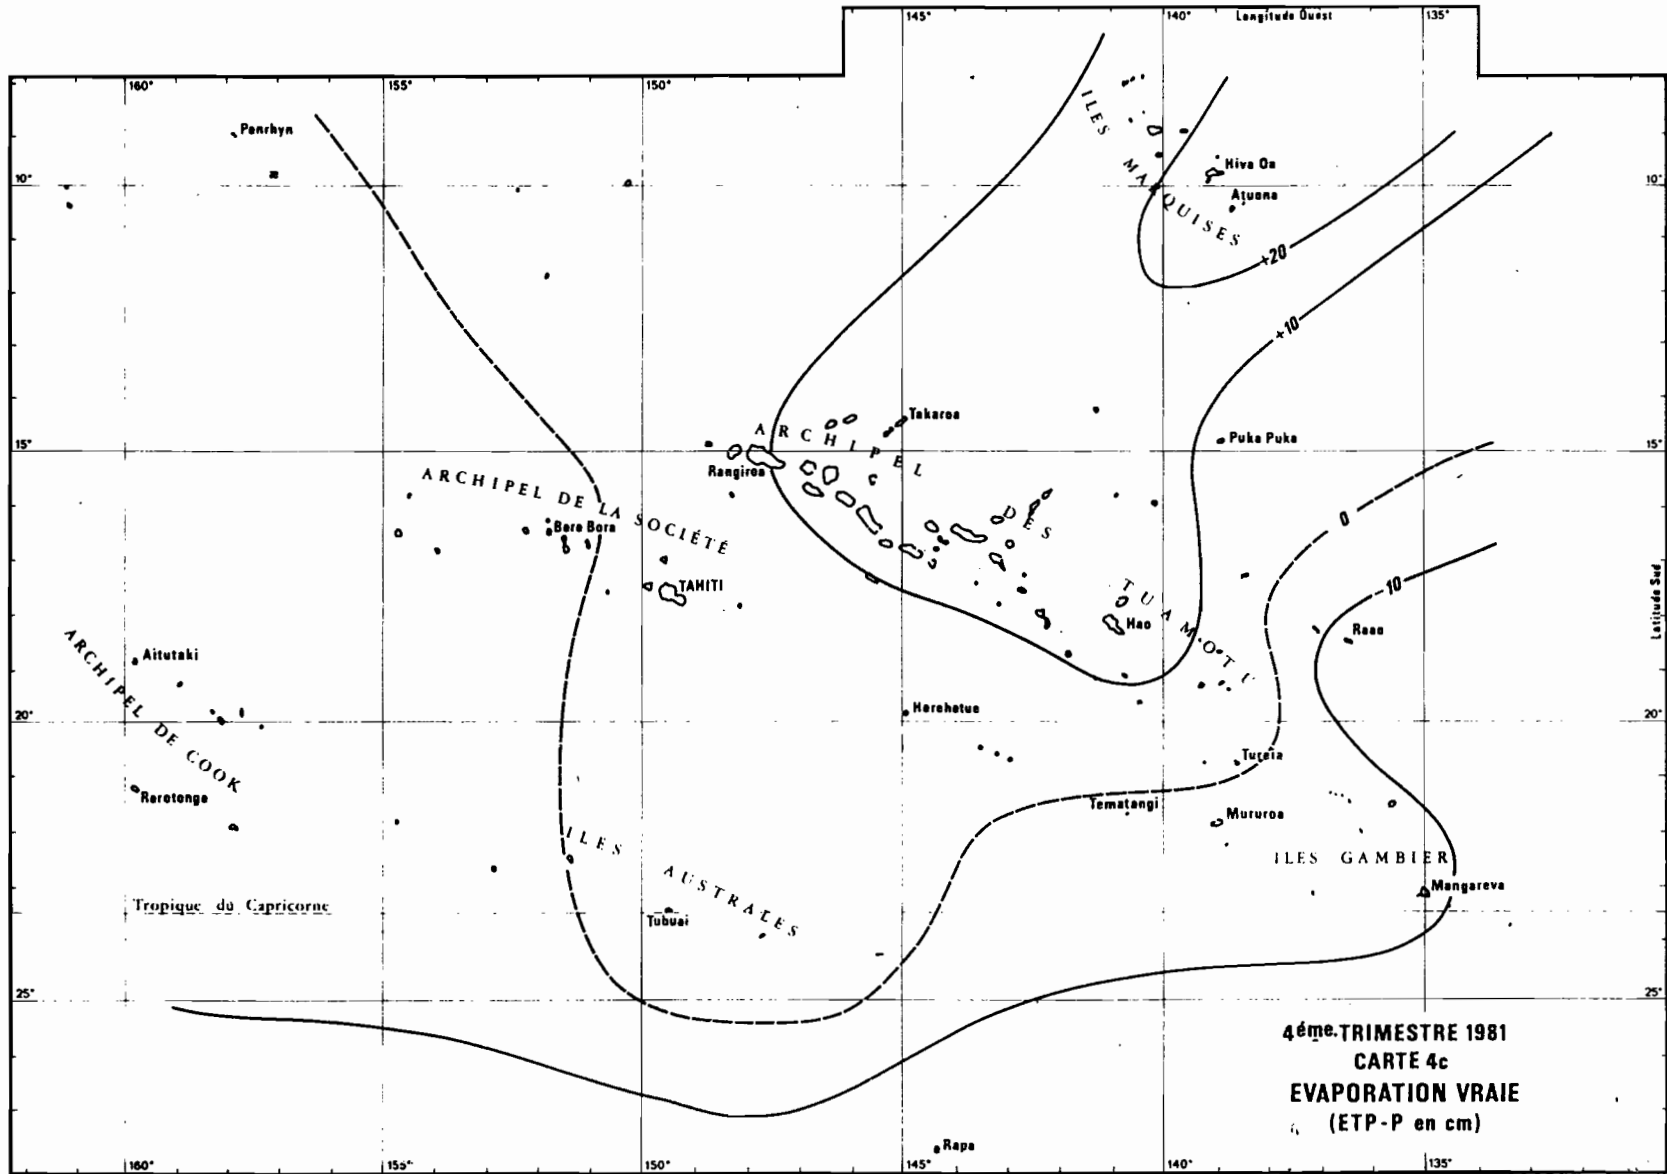 145° 140° Longitude Ouest 135°
160° 155° 150°
Penrhyn
ILES MARQUISES
Hiva Oa
Atuona
10° 10°
+20
+10
Takaroa
ARCHIPEL DES TUAMOTU
Puka Puka
15° 15°
Rangiroa
ARCHIPEL DE LA SOCIÉTÉ
0
Bora Bora
TAHITI
-10
Latitude Sud
Hao
Reao
ARCHIPEL DE COOK
Aitutaki
Herehetue
20° 20°
Tureia
Rarotonga
Tematangi
Mururoa
ILES AUSTRALES
ILES GAMBIER
Mangareva
Tropique du Capricorne
Tubuai
25° 25°
4éme. TRIMESTRE 1981
CARTE 4c
EVAPORATION VRAIE
(ETP-P en cm)
Rapa
160° 155° 150° 145° 140° 135°